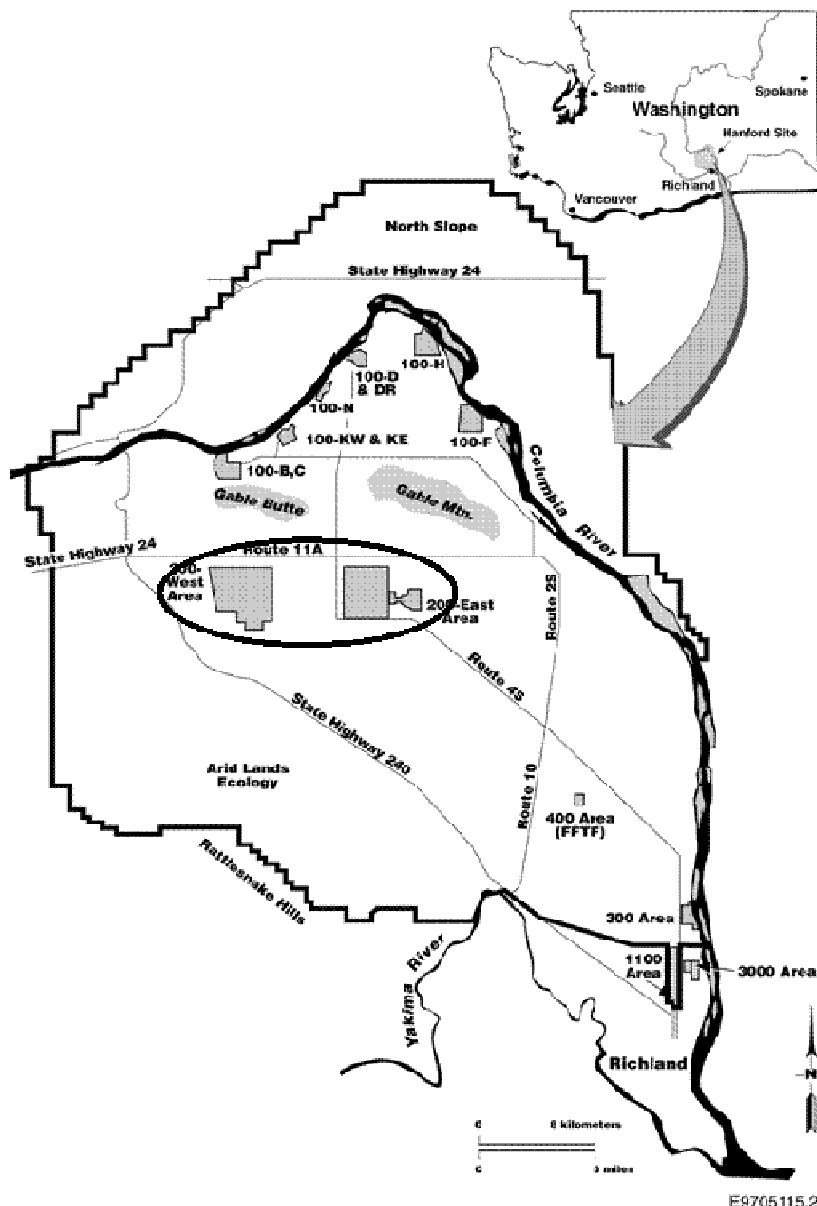 Seattle
Spokane
Washington
Hanford Site
Richland
Vancouver
North Slope
State Highway 24
100-H
100-D
& DR
100-N
100-KW & KE
100-F
100-B,C
Columbia River
Gable Butte
Gable Mtn.
State Highway 24
Route 11A
200-
West
Area
200-East
Area
Route 2S
Route 4S
State Highway 240
Arid Lands
Ecology
Route 10
400 Area
(FFTF)
Rattlesnake Hills
300 Area
1100
Area
3000 Area
Yakima River
Richland
N
kilometers
miles
E9705115.2